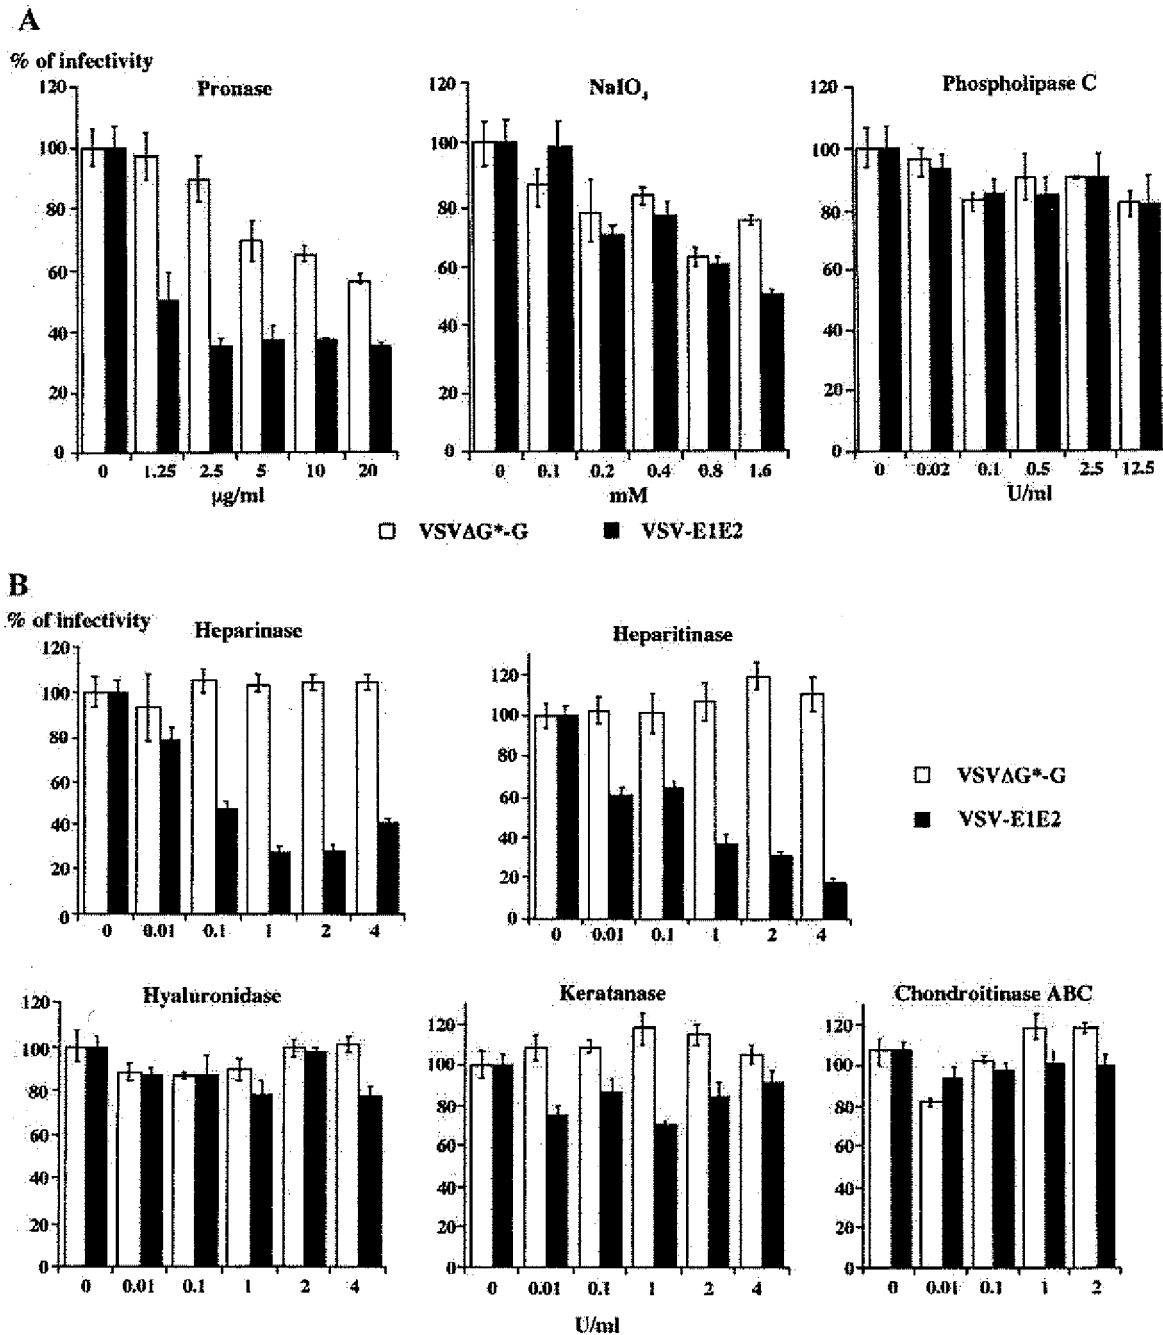 A
% of infectivity
Pronase
NaIO4
Phospholipase C
120
100
80
60
40
20
0
0 1.25 2.5 5 10 20
µg/ml
120
100
80
60
40
20
0
0 0.1 0.2 0.4 0.8 1.6
mM
120
100
80
60
40
20
0
0 0.02 0.1 0.5 2.5 12.5
U/ml
VSVΔG*-G VSV-E1E2
B
% of infectivity
Heparinase
120
100
80
60
40
20
0
0 0.01 0.1 1 2 4
Heparitinase
120
100
80
60
40
20
0
0 0.01 0.1 1 2 4
VSVΔG*-G
VSV-E1E2
Hyaluronidase
120
100
80
60
40
20
0
0 0.01 0.1 1 2 4
Keratanase
120
100
80
60
40
20
0
0 0.01 0.1 1 2 4
Chondroitinase ABC
120
100
80
60
40
20
0
0 0.01 0.1 1 2
U/ml